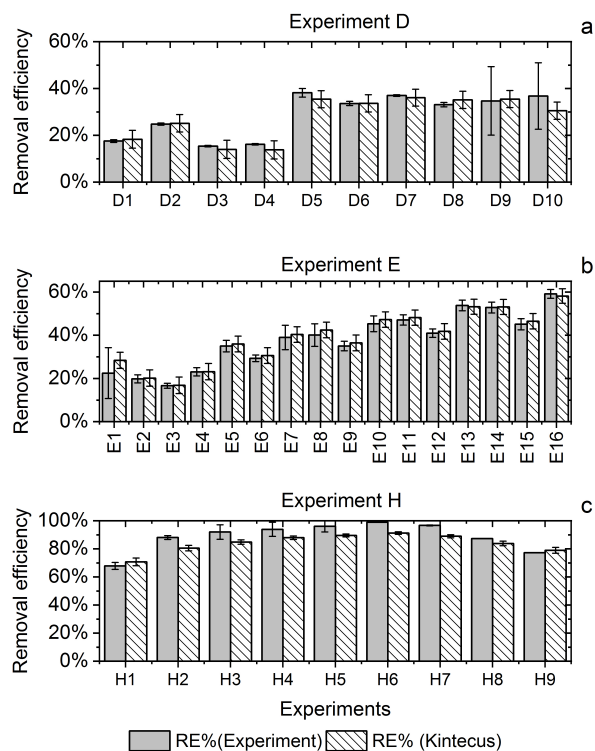 Experiment D
a
Removal efficiency
60%
40%
20%
0%
D1 D2 D3 D4 D5 D6 D7 D8 D9 D10
Experiment E
b
Removal efficiency
60%
40%
20%
0%
E1 E2 E3 E4 E5 E6 E7 E8 E9 E10 E11 E12 E13 E14 E15 E16
Experiment H
c
Removal efficiency
100%
80%
60%
40%
20%
0%
H1 H2 H3 H4 H5 H6 H7 H8 H9
Experiments
RE%(Experiment) RE% (Kintecus)